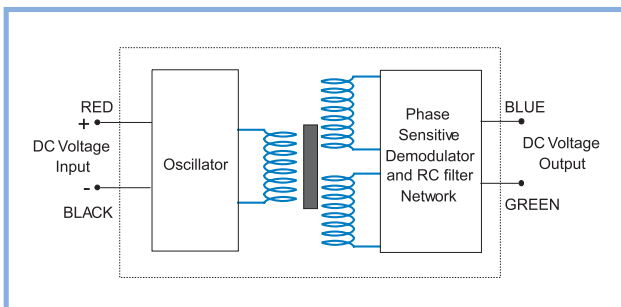 RED
+
DC Voltage
Input
-
BLACK
Oscillator
Phase
Sensitive
Demodulator
and RC filter
Network
BLUE
DC Voltage
Output
GREEN